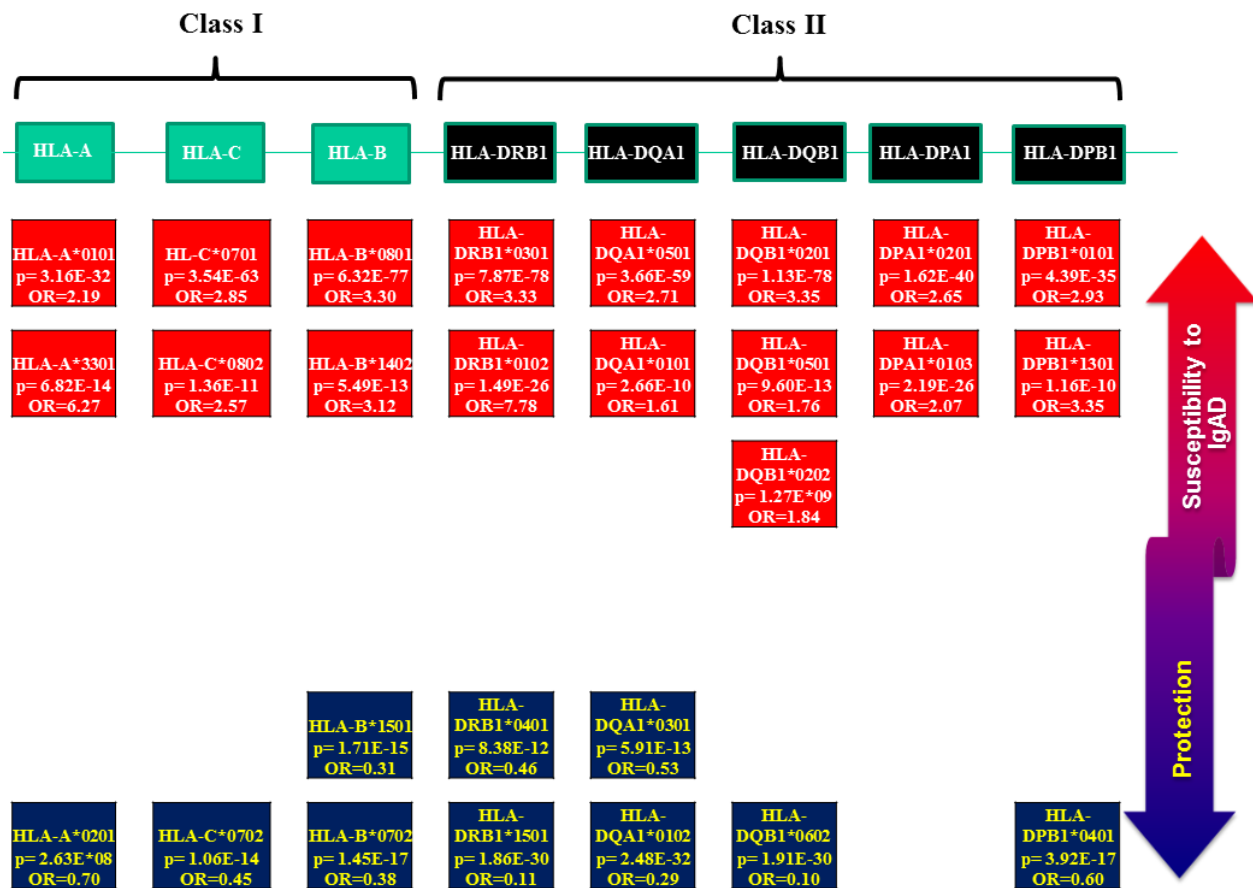 Class I
Class II
HLA-A
HLA-C
HLA-B
HLA-DRB1
HLA-DQA1
HLA-DQB1
HLA-DPA1
HLA-DPB1
HLA-A*0101
p= 3.16E-32
OR=2.19
HL-C*0701
p= 3.54E-63
OR=2.85
HLA-B*0801
p= 6.32E-77
OR=3.30
HLA-
DRB1*0301
p= 7.87E-78
OR=3.33
HLA-
DQA1*0501
p= 3.66E-59
OR=2.71
HLA-
DQB1*0201
p= 1.13E-78
OR=3.35
HLA-
DPA1*0201
p= 1.62E-40
OR=2.65
HLA-
DPB1*0101
p= 4.39E-35
OR=2.93
HLA-A*3301
p= 6.82E-14
OR=6.27
HLA-C*0802
p= 1.36E-11
OR=2.57
HLA-B*1402
p= 5.49E-13
OR=3.12
HLA-
DRB1*0102
p= 1.49E-26
OR=7.78
HLA-
DQA1*0101
p= 2.66E-10
OR=1.61
HLA-
DQB1*0501
p= 9.60E-13
OR=1.76
HLA-
DPA1*0103
p= 2.19E-26
OR=2.07
HLA-
DPB1*1301
p= 1.16E-10
OR=3.35
HLA-
DQB1*0202
p= 1.27E*09
OR=1.84
Susceptibility to
IgAD
HLA-B*1501
p= 1.71E-15
OR=0.31
HLA-
DRB1*0401
p= 8.38E-12
OR=0.46
HLA-
DQA1*0301
p= 5.91E-13
OR=0.53
Protection
HLA-A*0201
p= 2.63E*08
OR=0.70
HLA-C*0702
p= 1.06E-14
OR=0.45
HLA-B*0702
p= 1.45E-17
OR=0.38
HLA-
DRB1*1501
p= 1.86E-30
OR=0.11
HLA-
DQA1*0102
p= 2.48E-32
OR=0.29
HLA-
DQB1*0602
p= 1.91E-30
OR=0.10
HLA-
DPB1*0401
p= 3.92E-17
OR=0.60